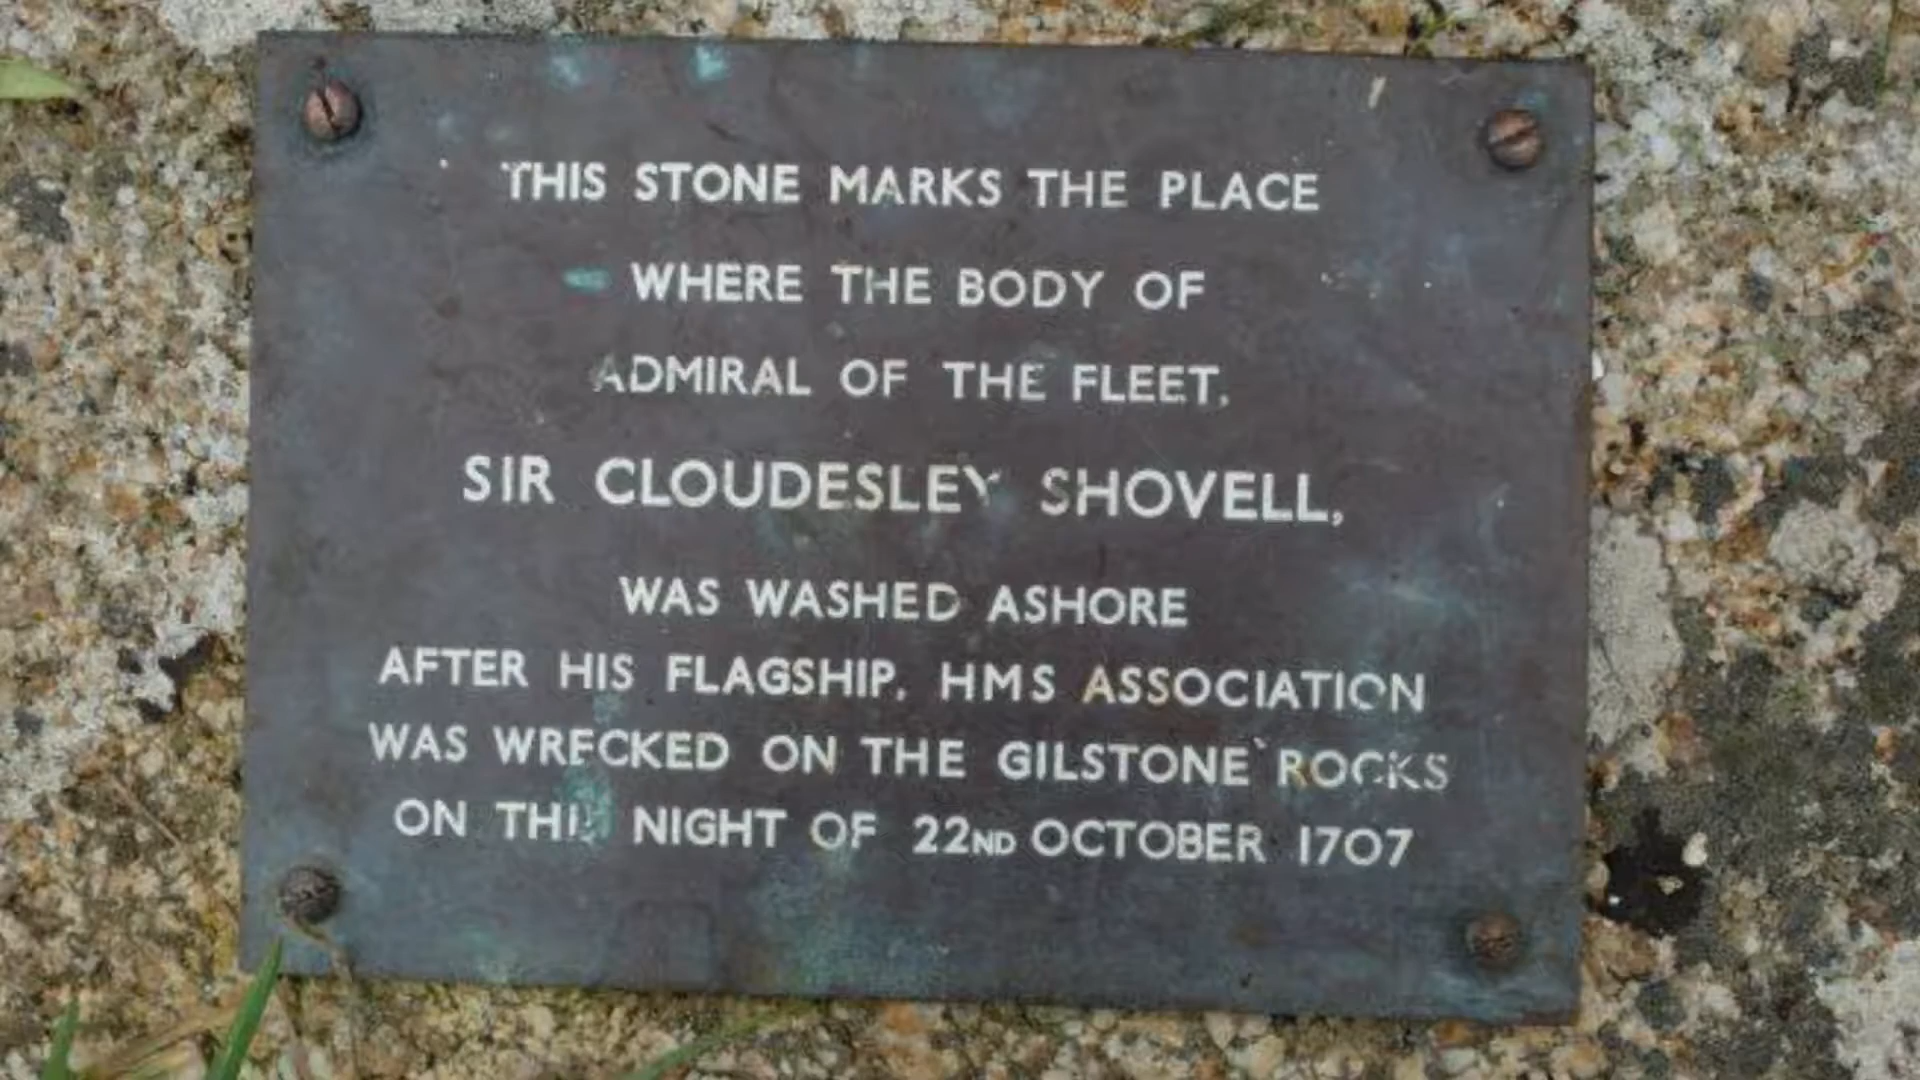 THIS STONE MARKS THE PLACE
WHERE THE BODY OF
ADMIRAL OF THE FLEET,
SIR CLOUDESLEY SHOVELL,
WAS WASHED ASHORE
AFTER HIS FLAGSHIP, HMS ASSOCIATION
WAS WRECKED ON THE GILSTONE ROCKS
ON THIS NIGHT OF 22ND OCTOBER 1707